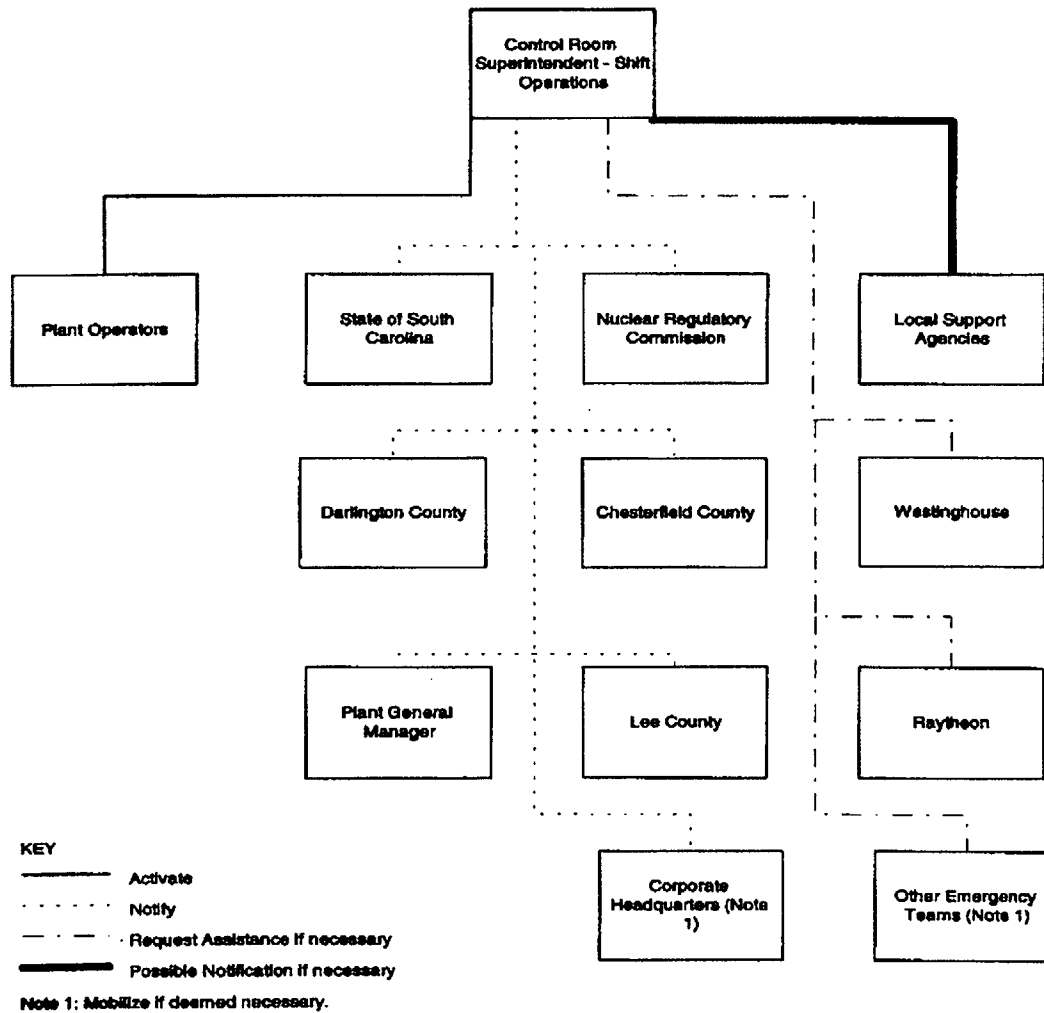 Control Room
Superintendent - Shift
Operations
Plant Operators
State of South
Carolina
Nuclear Regulatory
Commission
Local Support
Agencies
Darlington County
Chesterfield County
Westinghouse
Plant General
Manager
Lee County
Raytheon
Corporate
Headquarters (Note
1)
Other Emergency
Teams (Note 1)
KEY
Activate
Notify
Request Assistance if necessary
Possible Notification if necessary
Note 1: Mobilize if deemed necessary.